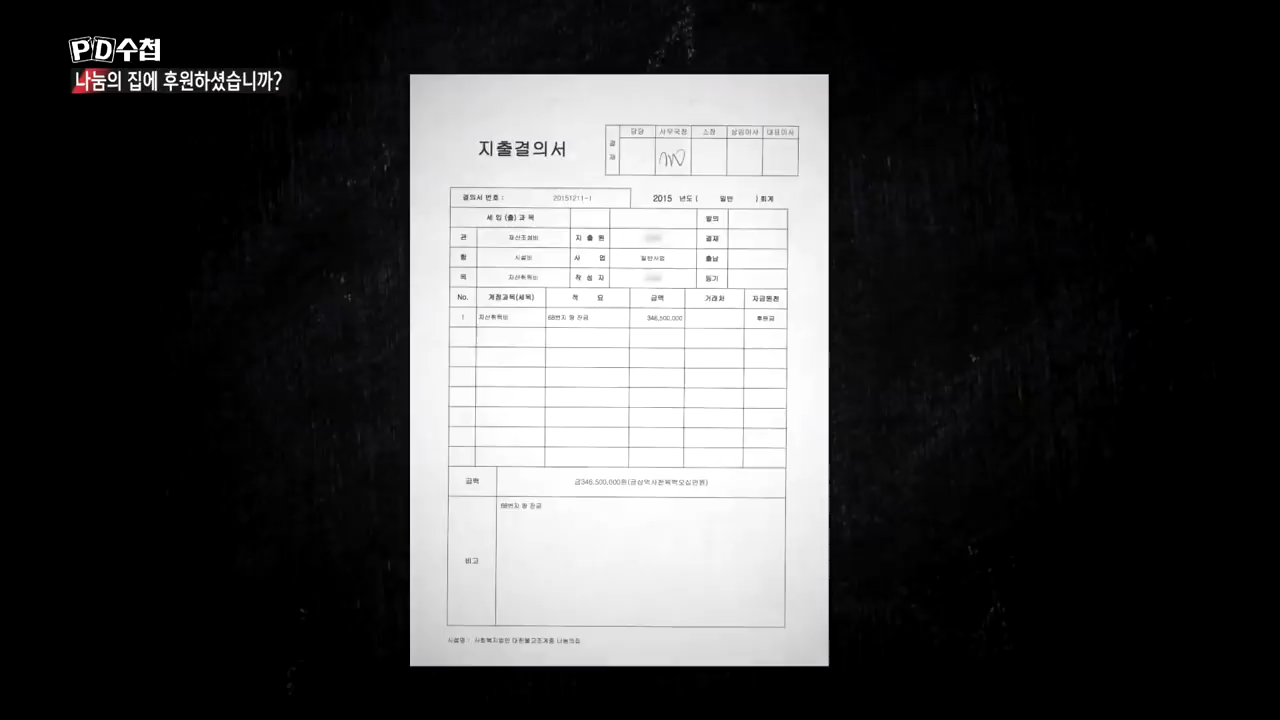 PD수첩
나눔의 집에 후원하셨습니까?
지출결의서
결재 담당 사무국장 소장 상임이사 대표이사
결의서 번호 : 20151211-1 2015 년도 ( 일반 ) 회계
세 입 (출) 과 목 발의
관 재산조성비 지 출 원 결재
항 시설비 사 업 일반사업 출납
목 자산취득비 작 성 자 등기
No. 계정과목(세목) 적 요 금액 거래처 자금원천
1 자산취득비 68번지 땅 잔금 346,500,000 후원금
금액 금346,500,000원(금삼억사천육백오십만원)
68번지 땅 잔금
비고
시설명 : 사회복지법인 대한불교조계종 나눔의집